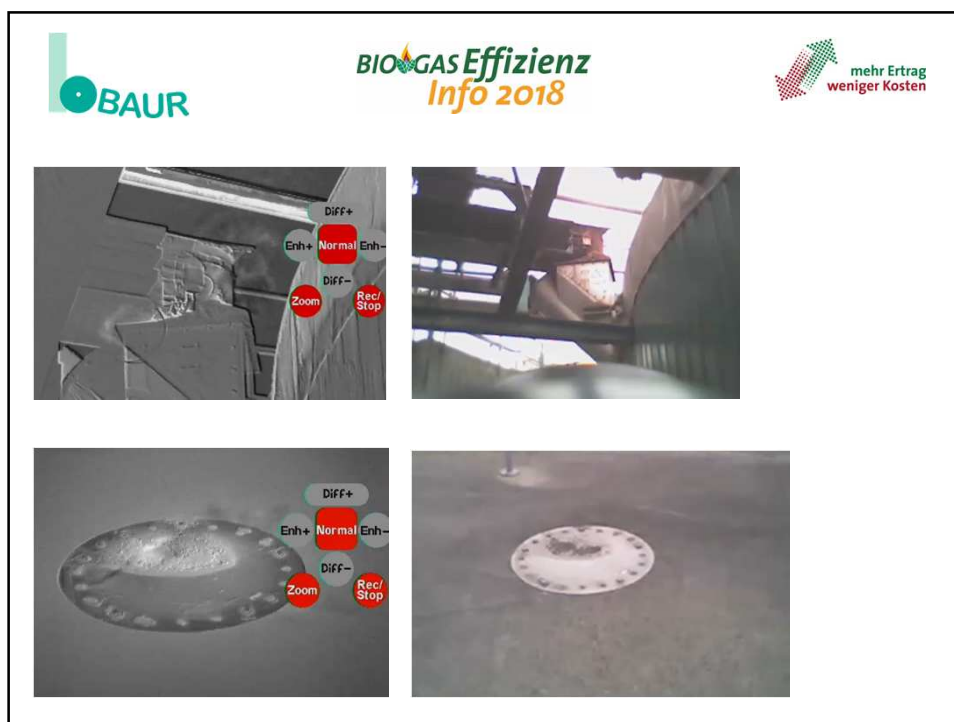 BAUR
BIOGAS Effizienz
Info 2018
mehr Ertrag
weniger Kosten
Diff+
Enh+ Normal Enh-
Diff-
Zoom Rec/
Stop
Diff+
Enh+ Normal Enh-
Diff-
Zoom Rec/
Stop